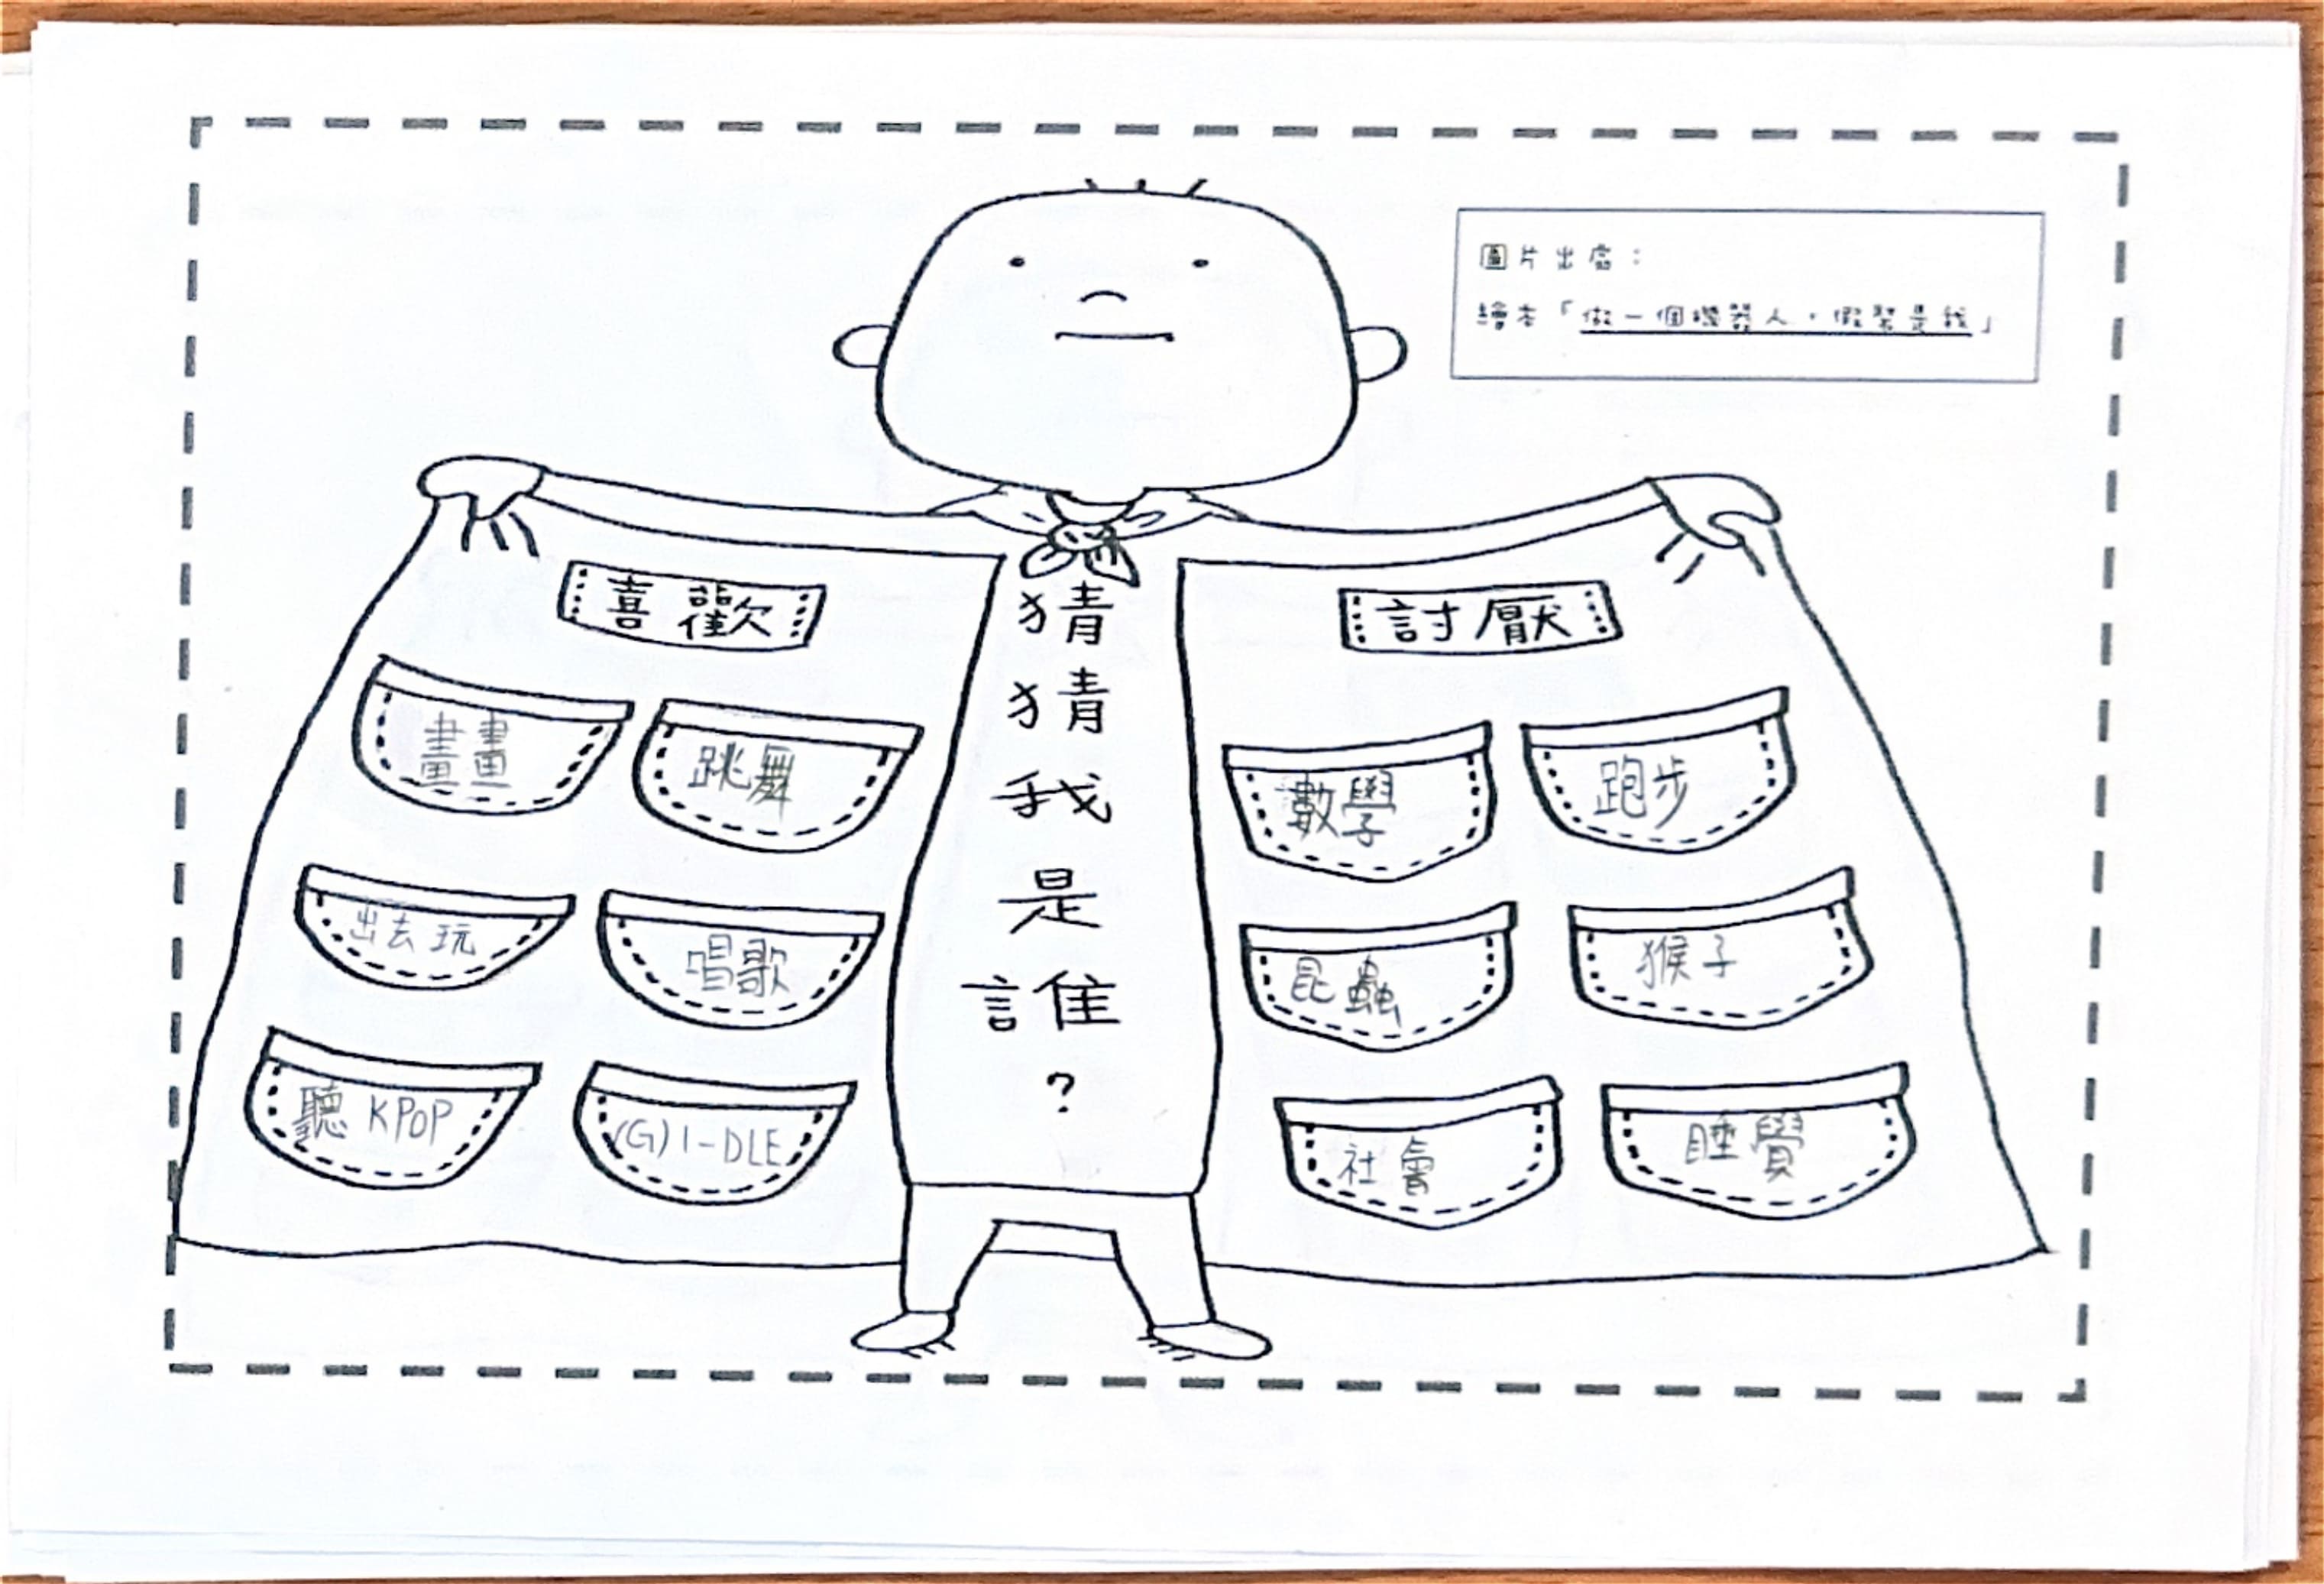 圖片出處：
繪本「做一個機器人，假裝是我」
喜歡
畫畫
跳舞
出去玩
唱歌
聽 KPOP
(G)I-DLE
猜
猜
我
是
誰
？
討厭
數學
跑步
昆蟲
猴子
社會
睡覺